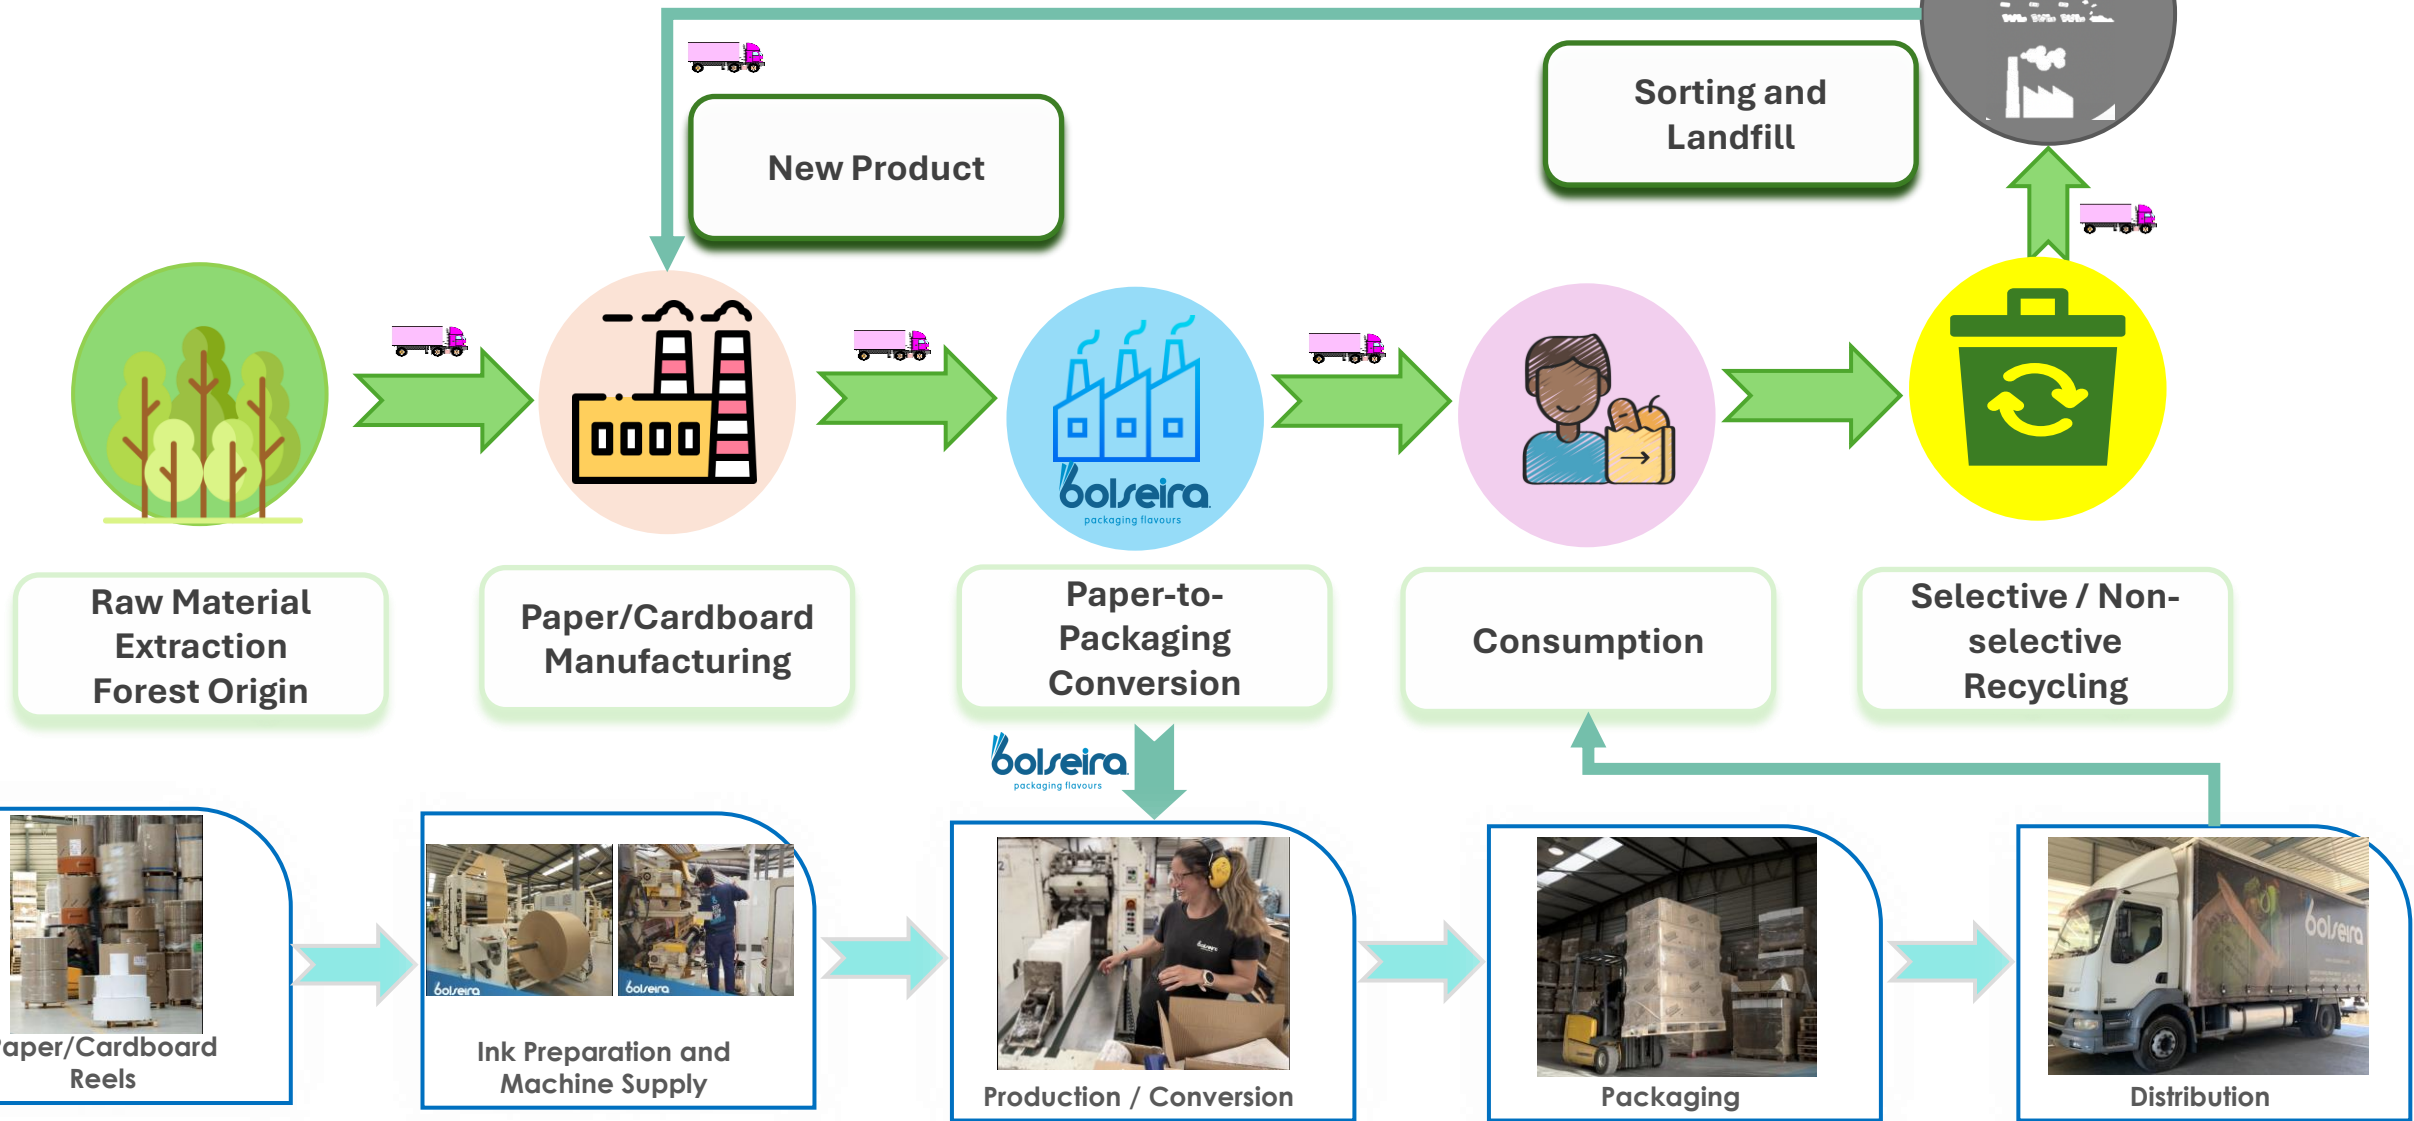 Sorting and
Landfill
New Product
bolseira
packaging flavours
Raw Material
Extraction
Forest Origin
Paper/Cardboard
Manufacturing
Paper-to-
Packaging
Conversion
Consumption
Selective / Non-
selective
Recycling
bolseira
packaging flavours
Paper/Cardboard
Reels
bolseira
bolseira
Ink Preparation and
Machine Supply
bolseira
Production / Conversion
Packaging
bolseira
Distribution